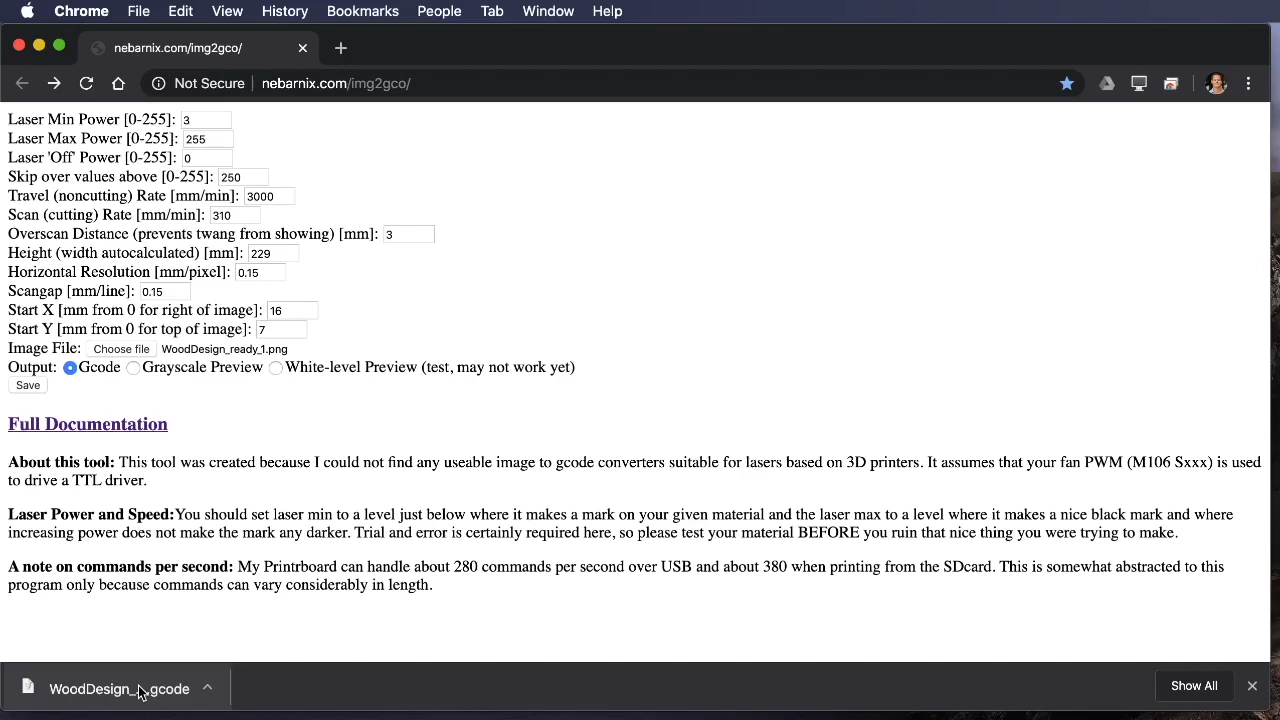 Chrome File Edit View History Bookmarks People Tab Window Help
nebarnix.com/img2gco/
Not Secure nebarnix.com/img2gco/
Laser Min Power [0-255]: 3
Laser Max Power [0-255]: 255
Laser 'Off' Power [0-255]: 0
Skip over values above [0-255]: 250
Travel (noncutting) Rate [mm/min]: 3000
Scan (cutting) Rate [mm/min]: 310
Overscan Distance (prevents twang from showing) [mm]: 3
Height (width autocalculated) [mm]: 229
Horizontal Resolution [mm/pixel]: 0.15
Scangap [mm/line]: 0.15
Start X [mm from 0 for right of image]: 16
Start Y [mm from 0 for top of image]: 7
Image File: Choose file WoodDesign_ready_1.png
Output: Gcode Grayscale Preview White-level Preview (test, may not work yet)
Save
Full Documentation
About this tool: This tool was created because I could not find any useable image to gcode converters suitable for lasers based on 3D printers. It assumes that your fan PWM (M106 Sxxx) is used
to drive a TTL driver.
Laser Power and Speed:You should set laser min to a level just below where it makes a mark on your given material and the laser max to a level where it makes a nice black mark and where
increasing power does not make the mark any darker. Trial and error is certainly required here, so please test your material BEFORE you ruin that nice thing you were trying to make.
A note on commands per second: My Printrboard can handle about 280 commands per second over USB and about 380 when printing from the SDcard. This is somewhat abstracted to this
program only because commands can vary considerably in length.
WoodDesign_ gcode
Show All